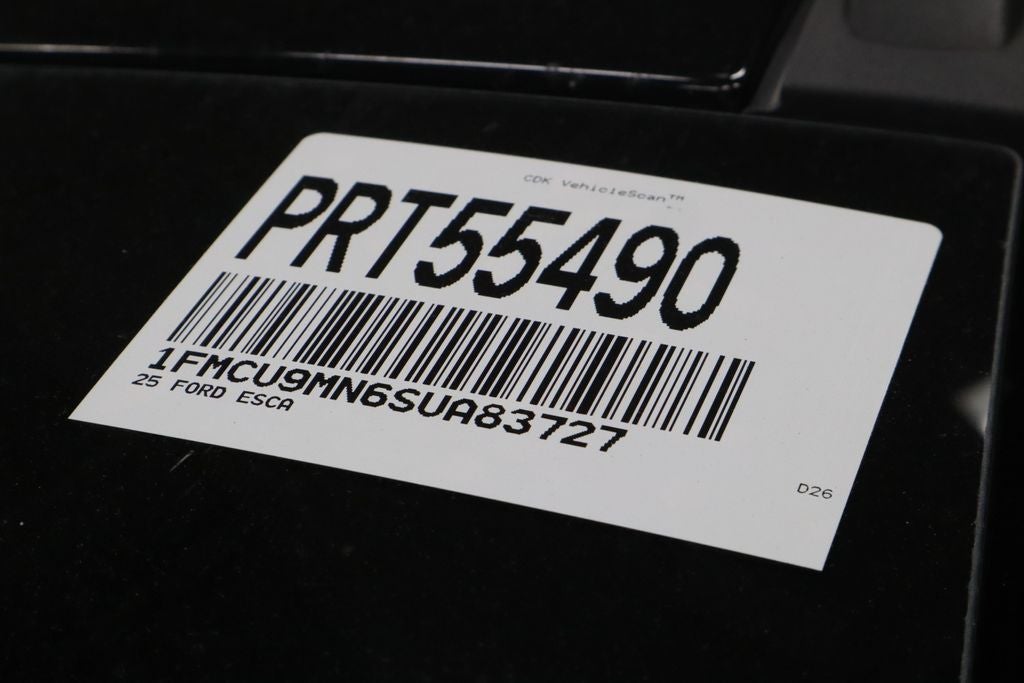 CDK VehicleScan™
PRT55490
1FMCU9MN6SUA83727
25 FORD ESCA
D26